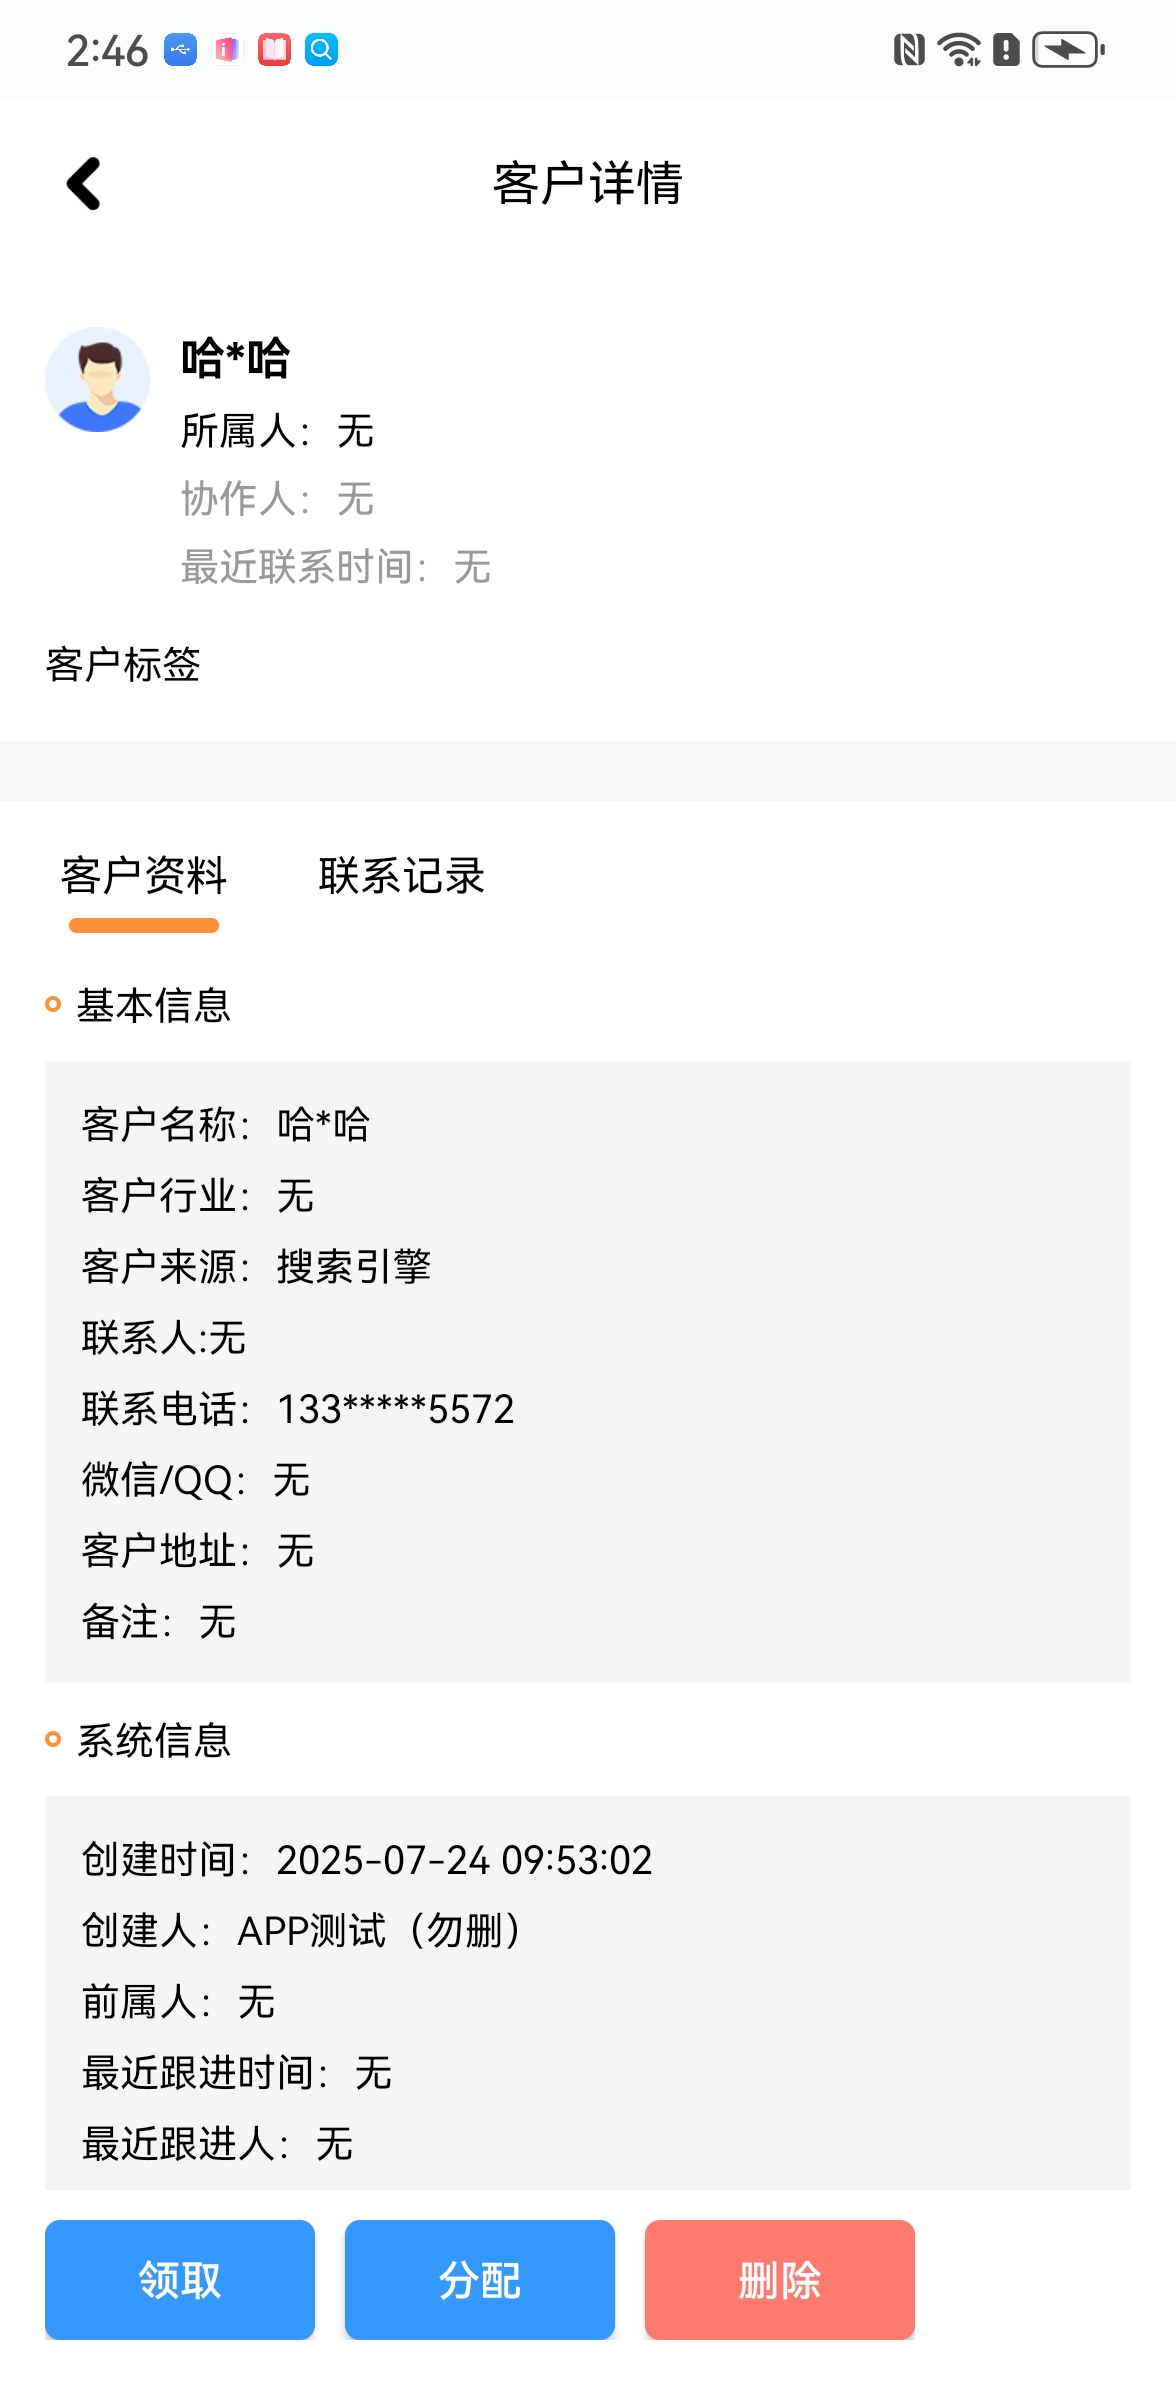 2:46
客户详情
哈*哈
所属人：无
协作人：无
最近联系时间：无
客户标签
客户资料
联系记录
基本信息
客户名称：哈*哈
客户行业：无
客户来源：搜索引擎
联系人:无
联系电话：133*****5572
微信/QQ：无
客户地址：无
备注：无
系统信息
创建时间：2025-07-24 09:53:02
创建人：APP测试（勿删）
前属人：无
最近跟进时间：无
最近跟进人：无
领取
分配
删除